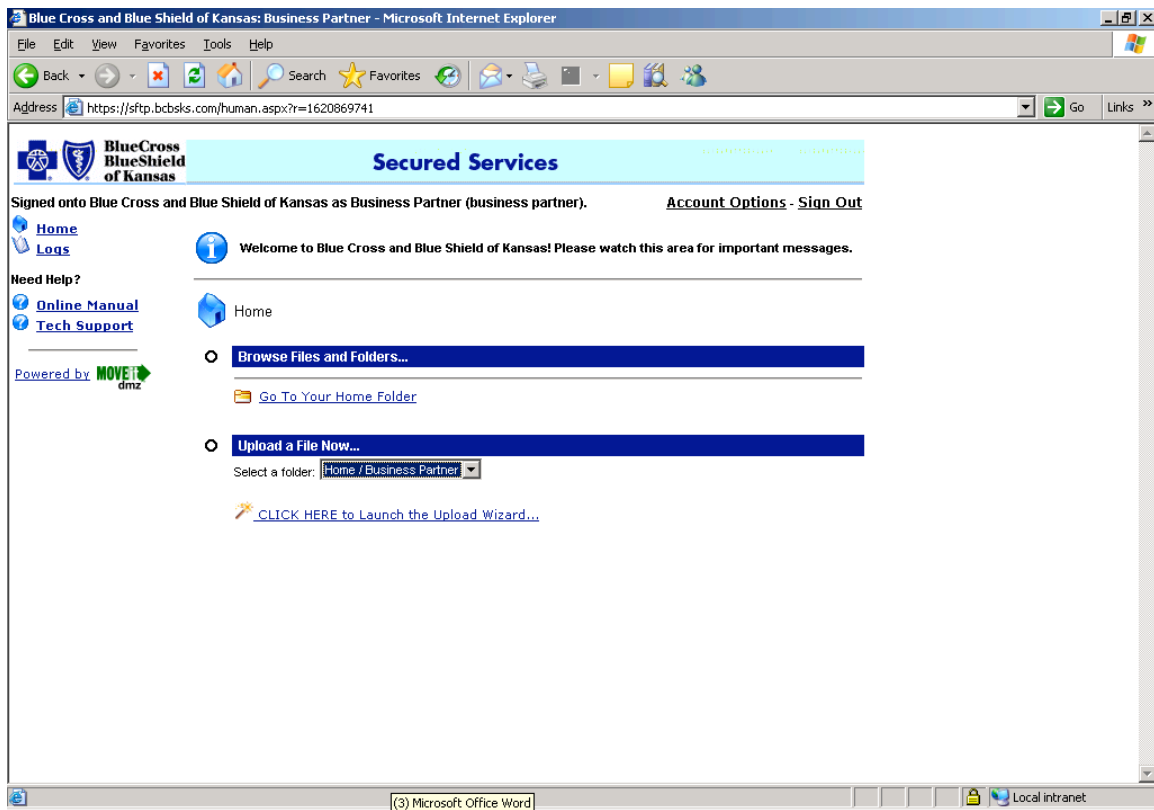 Blue Cross and Blue Shield of Kansas: Business Partner - Microsoft Internet Explorer
File Edit View Favorites Tools Help
Back Search Favorites
Address https://sftp.bcbsks.com/human.aspx?r=1620869741 Go Links »
BlueCross
BlueShield
of Kansas
Secured Services
Signed onto Blue Cross and Blue Shield of Kansas as Business Partner (business partner). Account Options - Sign Out
Home
Logs
Welcome to Blue Cross and Blue Shield of Kansas! Please watch this area for important messages.
Need Help?
Online Manual
Tech Support
Home
Powered by MOVEit
dmz
Browse Files and Folders...
Go To Your Home Folder
Upload a File Now...
Select a folder: Home / Business Partner
CLICK HERE to Launch the Upload Wizard...
(3) Microsoft Office Word
Local intranet